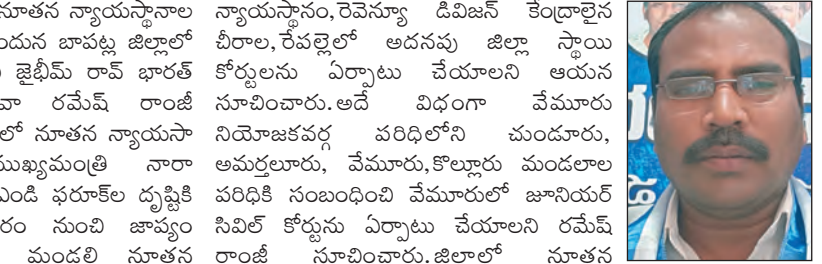 నూతన న్యాయస్థానాల
ందున బాపట్ల జిల్లాలో
జైభీమ్ రావ్ భారత్
వా రమేష్ రాంజీ
లో నూతన న్యాయసా
ముఖ్యమంత్రి నారా
ఎండి ఫరూక్‌ల దృష్టికి
రం నుంచి జాప్యం
మండలి నూతన
న్యాయస్థానం,రెవెన్యూ డివిజన్ కేంద్రాలైన
చీరాల,రేపల్లెలో అదనపు జిల్లా స్థాయి
కోర్టులను ఏర్పాటు చేయాలని ఆయన
సూచించారు.అదే విధంగా వేమూరు
నియోజకవర్గ పరిధిలోని చుండూరు,
అమర్తలూరు, వేమూరు,కొల్లూరు మండలాల
పరిధికి సంబంధించి వేమూరులో జూనియర్
సివిల్ కోర్టును ఏర్పాటు చేయాలని రమేష్
రాంజీ సూచించారు.జిల్లాలో నూతన